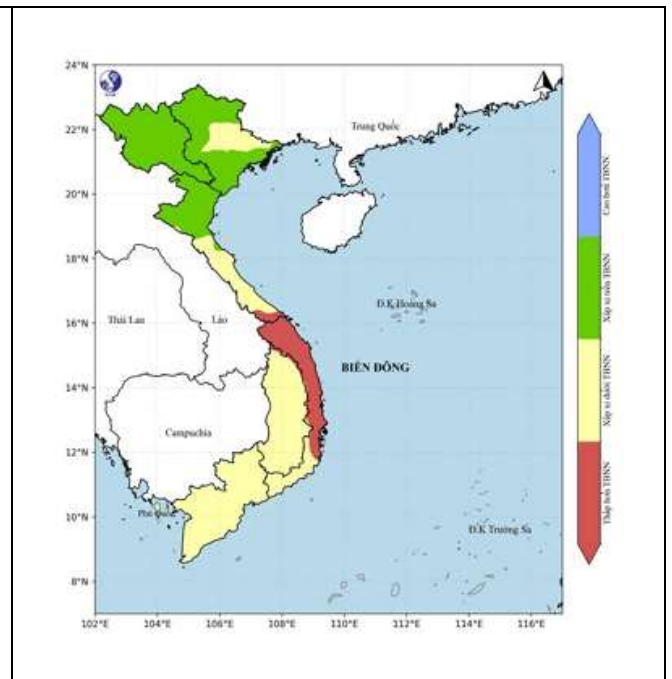 24°N
22°N
20°N
18°N
16°N
14°N
12°N
10°N
8°N
102°E
104°E
106°E
108°E
110°E
112°E
114°E
116°E
Trung Quốc
Thái Lan
Lào
Đ.K Hoàng Sa
BIỂN ĐÔNG
Campuchia
Phú Quốc
Đ.K Trường Sa
Cao hơn TBNN
Xấp xỉ trên TBNN
Xấp xỉ dưới TBNN
Thấp hơn TBNN